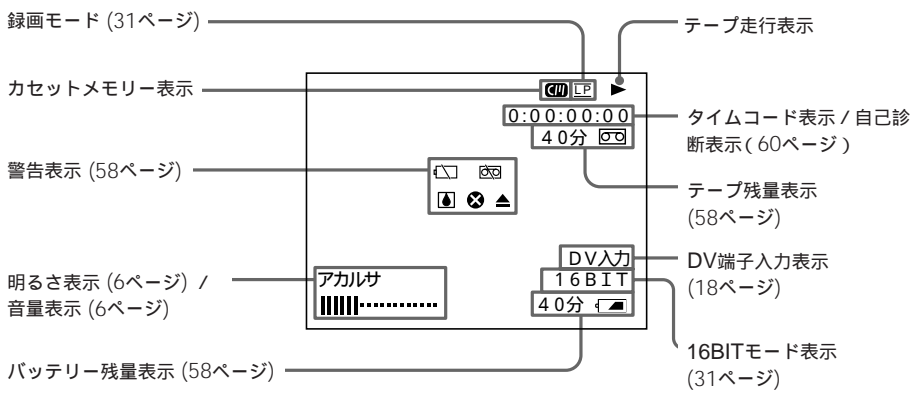 録画モード (31ページ)
カセットメモリー表示
警告表示 (58ページ)
明るさ表示 (6ページ) /
音量表示 (6ページ)
バッテリー残量表示 (58ページ)
LP
0:00:00:00
40分
アカルサ
DV入力
16BIT
40分
テープ走行表示
タイムコード表示 / 自己診
断表示( 60ページ )
テープ残量表示
(58ページ)
DV端子入力表示
(18ページ)
16BITモード表示
(31ページ)